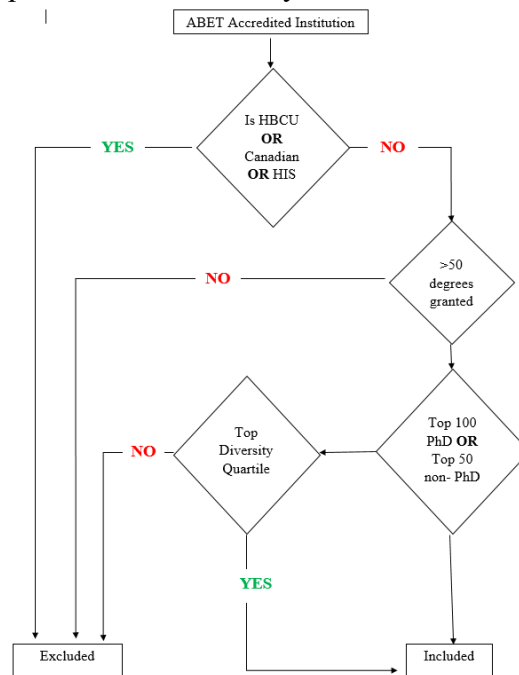 ABET Accredited Institution
Is HBCU
OR
Canadian
OR HIS
YES
NO
>50
degrees
granted
NO
Top 100
PhD OR
Top 50
non- PhD
Top
Diversity
Quartile
NO
YES
Excluded
Included